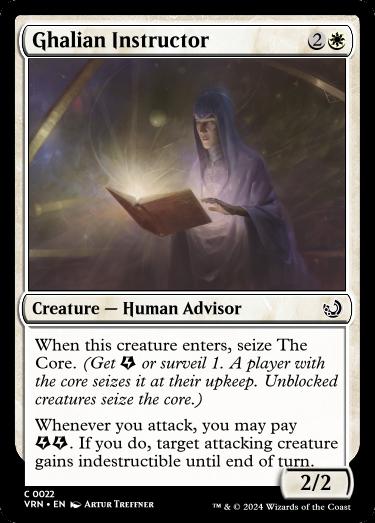 Ghalian Instructor 2
Creature — Human Advisor
When this creature enters, seize The
Core. (Get or surveil 1. A player with
the core seizes it at their upkeep. Unblocked
creatures seize the core.)
Whenever you attack, you may pay
. If you do, target attacking creature
gains indestructible until end of turn.
2/2
C 0022
VRN • EN Artur Treffner
™ & © 2024 Wizards of the Coast